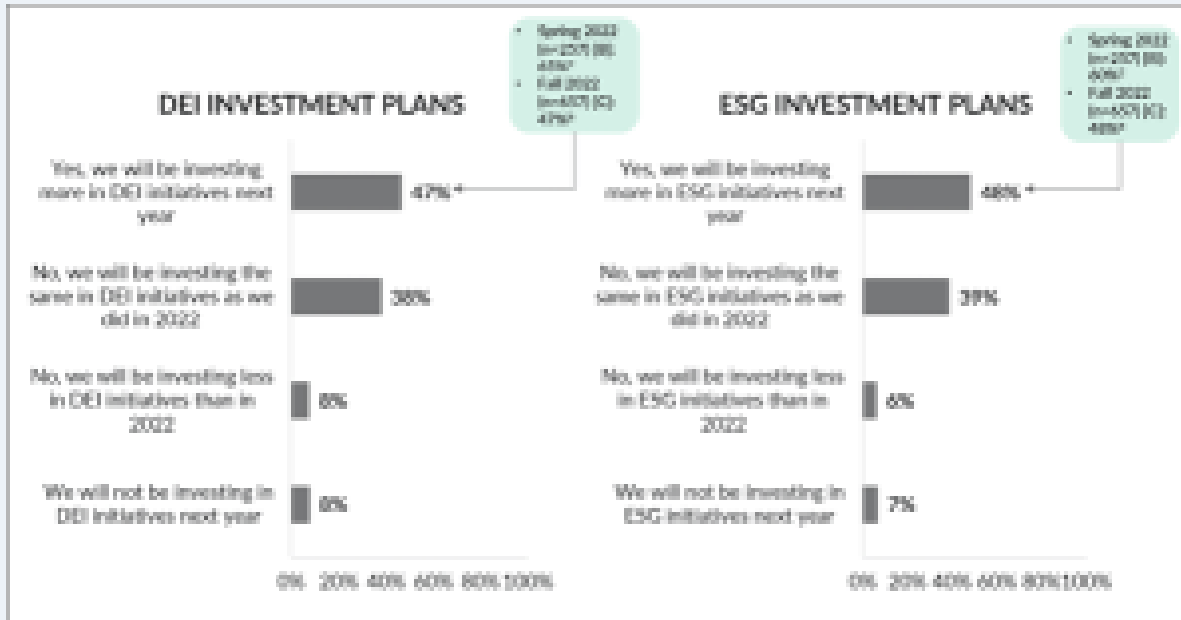 Spring 2022
Fall 2022
Spring 2022
Fall 2022
DEI INVESTMENT PLANS
Yes, we will be investing
more in DEI initiatives next
year
47%
No, we will be investing the
same in DEI initiatives as we
did in 2022
38%
No, we will be investing less
in DEI initiatives than in
2022
We will not be investing in
DEI initiatives next year
0% 20% 40% 60% 80% 100%
ESG INVESTMENT PLANS
Yes, we will be investing
more in ESG initiatives next
year
48%
No, we will be investing the
same in ESG initiatives as we
did in 2022
39%
No, we will be investing less
in ESG initiatives than in
2022
6%
We will not be investing in
ESG initiatives next year
7%
0% 20% 40% 60% 80% 100%